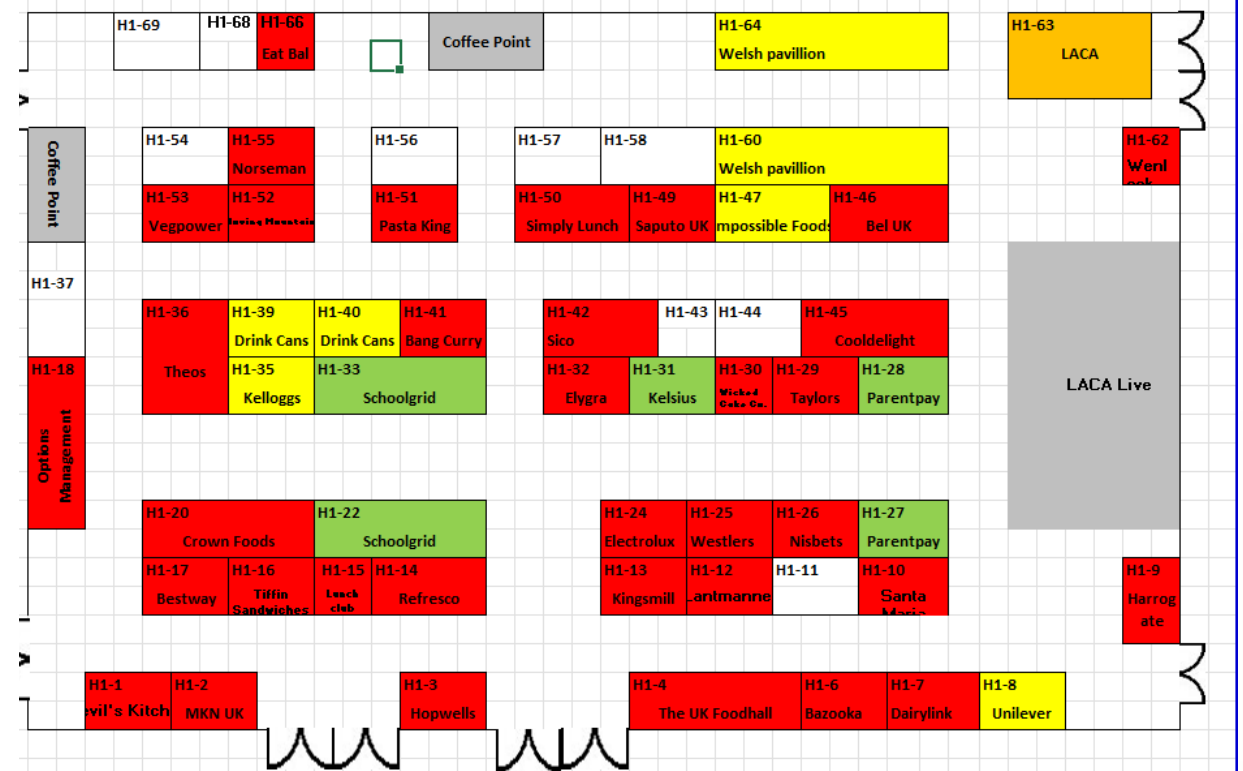 H1-69 H1-68 H1-66 H1-64 H1-63
Eat Bal Coffee Point Welsh pavillion LACA
H1-54 H1-55 H1-56 H1-57 H1-58 H1-60 H1-62
Coffee Point
Norseman Welsh pavillion Wenl
H1-53 H1-52 H1-51 H1-50 H1-49 H1-47 H1-46
Vegpower Pasta King Simply Lunch Saputo UK mpossible Foods Bel UK
H1-37
H1-36 H1-39 H1-40 H1-41 H1-42 H1-43 H1-44 H1-45
Drink Cans Drink Cans Bang Curry Sico Cooldelight
H1-18 H1-35 H1-33 H1-32 H1-31 H1-30 H1-29 H1-28
Theos LACA Live
Kelloggs Schoolgrid Elygra Kelsius Wicked Taylors Parentpay
Cake Co.
Options
Management
H1-20 H1-22 H1-24 H1-25 H1-26 H1-27
Crown Foods Schoolgrid Electrolux Westlers Nisbets Parentpay
H1-17 H1-16 H1-15 H1-14 H1-13 H1-12 H1-11 H1-10 H1-9
Bestway Tiffin Lunch Refresco Kingsmill antmanne Santa Harrog
Sandwiches club Maria ate
H1-1 H1-2 H1-3 H1-4 H1-6 H1-7 H1-8
evil's Kitch MKN UK Hopwells The UK Foodhall Bazooka Dairylink Unilever